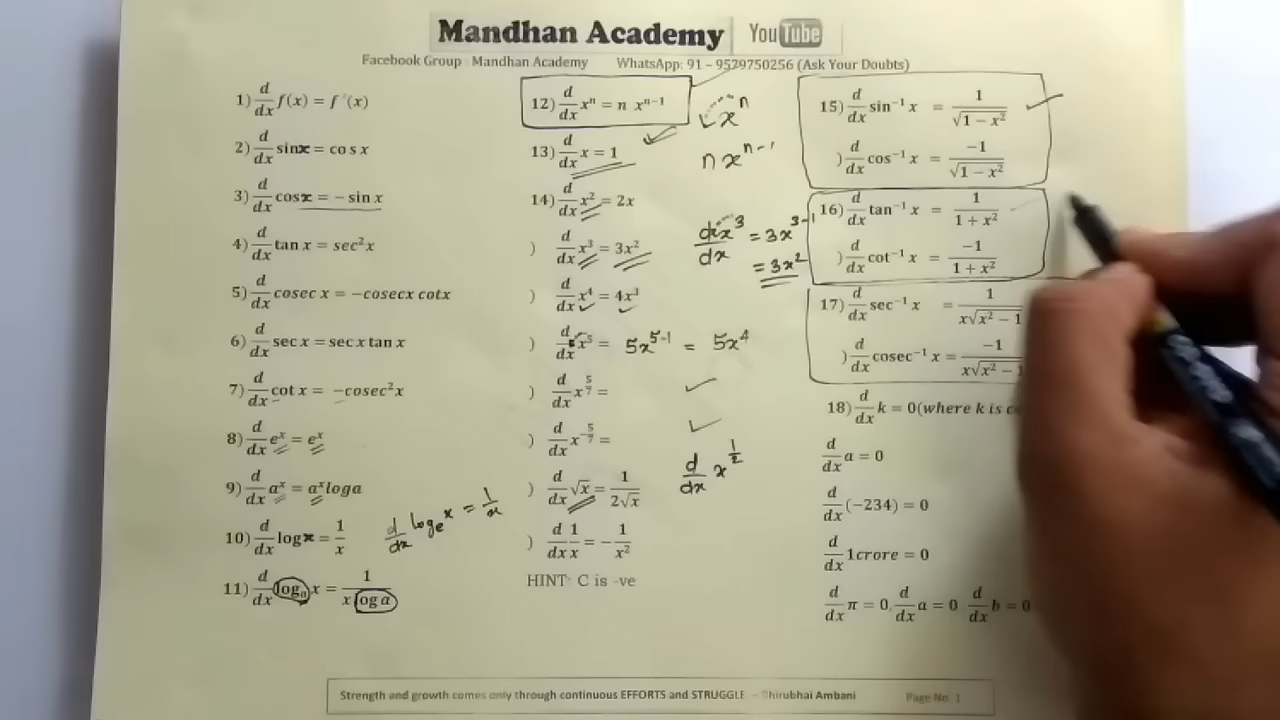 Mandhan Academy YouTube
Facebook Group Mandhan Academy WhatsApp: 91 – 9579750256 (Ask Your Doubts)
1) d/dx f(x) = f '(x)
2) d/dx sinx = cos x
3) d/dx cosx = − sin x
4) d/dx tan x = sec²x
5) d/dx cosec x = −cosecx cotx
6) d/dx sec x = sec x tan x
7) d/dx cot x = −cosec²x
8) d/dx eˣ = eˣ
9) d/dx aˣ = aˣloga
10) d/dx logx = 1/x
d/dx logₑx = 1/x
11) d/dx logₐx = 1/(x log a)
12) d/dx xⁿ = n xⁿ⁻¹
xⁿ
n xⁿ⁻¹
13) d/dx x = 1
14) d/dx x² = 2x
) d/dx x³ = 3x²
dx³/dx = 3x³⁻¹
= 3x²
) d/dx x⁴ = 4x³
) d/dx x⁵ = 5x⁵⁻¹ = 5x⁴
) d/dx x^(5/7) =
) d/dx x^(−5/7) =
) d/dx √x = 1/(2√x)
d/dx x^(1/2)
) d/dx 1/x = −1/x²
HINT: C is -ve
15) d/dx sin⁻¹ x = 1/√(1 − x²)
) d/dx cos⁻¹ x = −1/√(1 − x²)
16) d/dx tan⁻¹ x = 1/(1 + x²)
) d/dx cot⁻¹ x = −1/(1 + x²)
17) d/dx sec⁻¹ x = 1/(x√(x² − 1
) d/dx cosec⁻¹ x = −1/(x√(x² − 1
18) d/dx k = 0(where k is
d/dx a = 0
d/dx (−234) = 0
d/dx 1crore = 0
d/dx π = 0, d/dx a = 0 d/dx b = 0
Strength and growth comes only through continuous EFFORTS and STRUGGLE – Dhirubhai Ambani Page No. 1